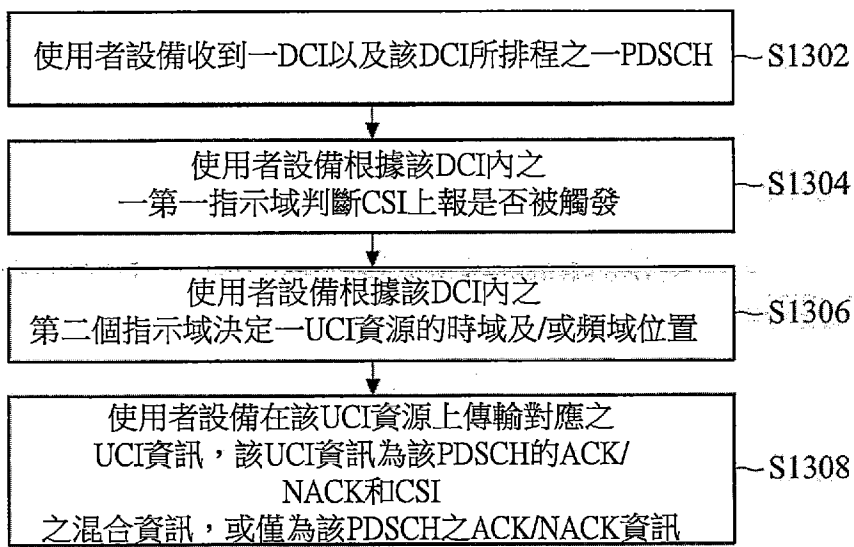 使用者設備收到一DCI以及該DCI所排程之一PDSCH
S1302
使用者設備根據該DCI內之
一第一指示域判斷CSI上報是否被觸發
S1304
使用者設備根據該DCI內之
第二個指示域決定一UCI資源的時域及/或頻域位置
S1306
使用者設備在該UCI資源上傳輸對應之
UCI資訊，該UCI資訊為該PDSCH的ACK/
NACK和CSI
之混合資訊，或僅為該PDSCH之ACK/NACK資訊
S1308